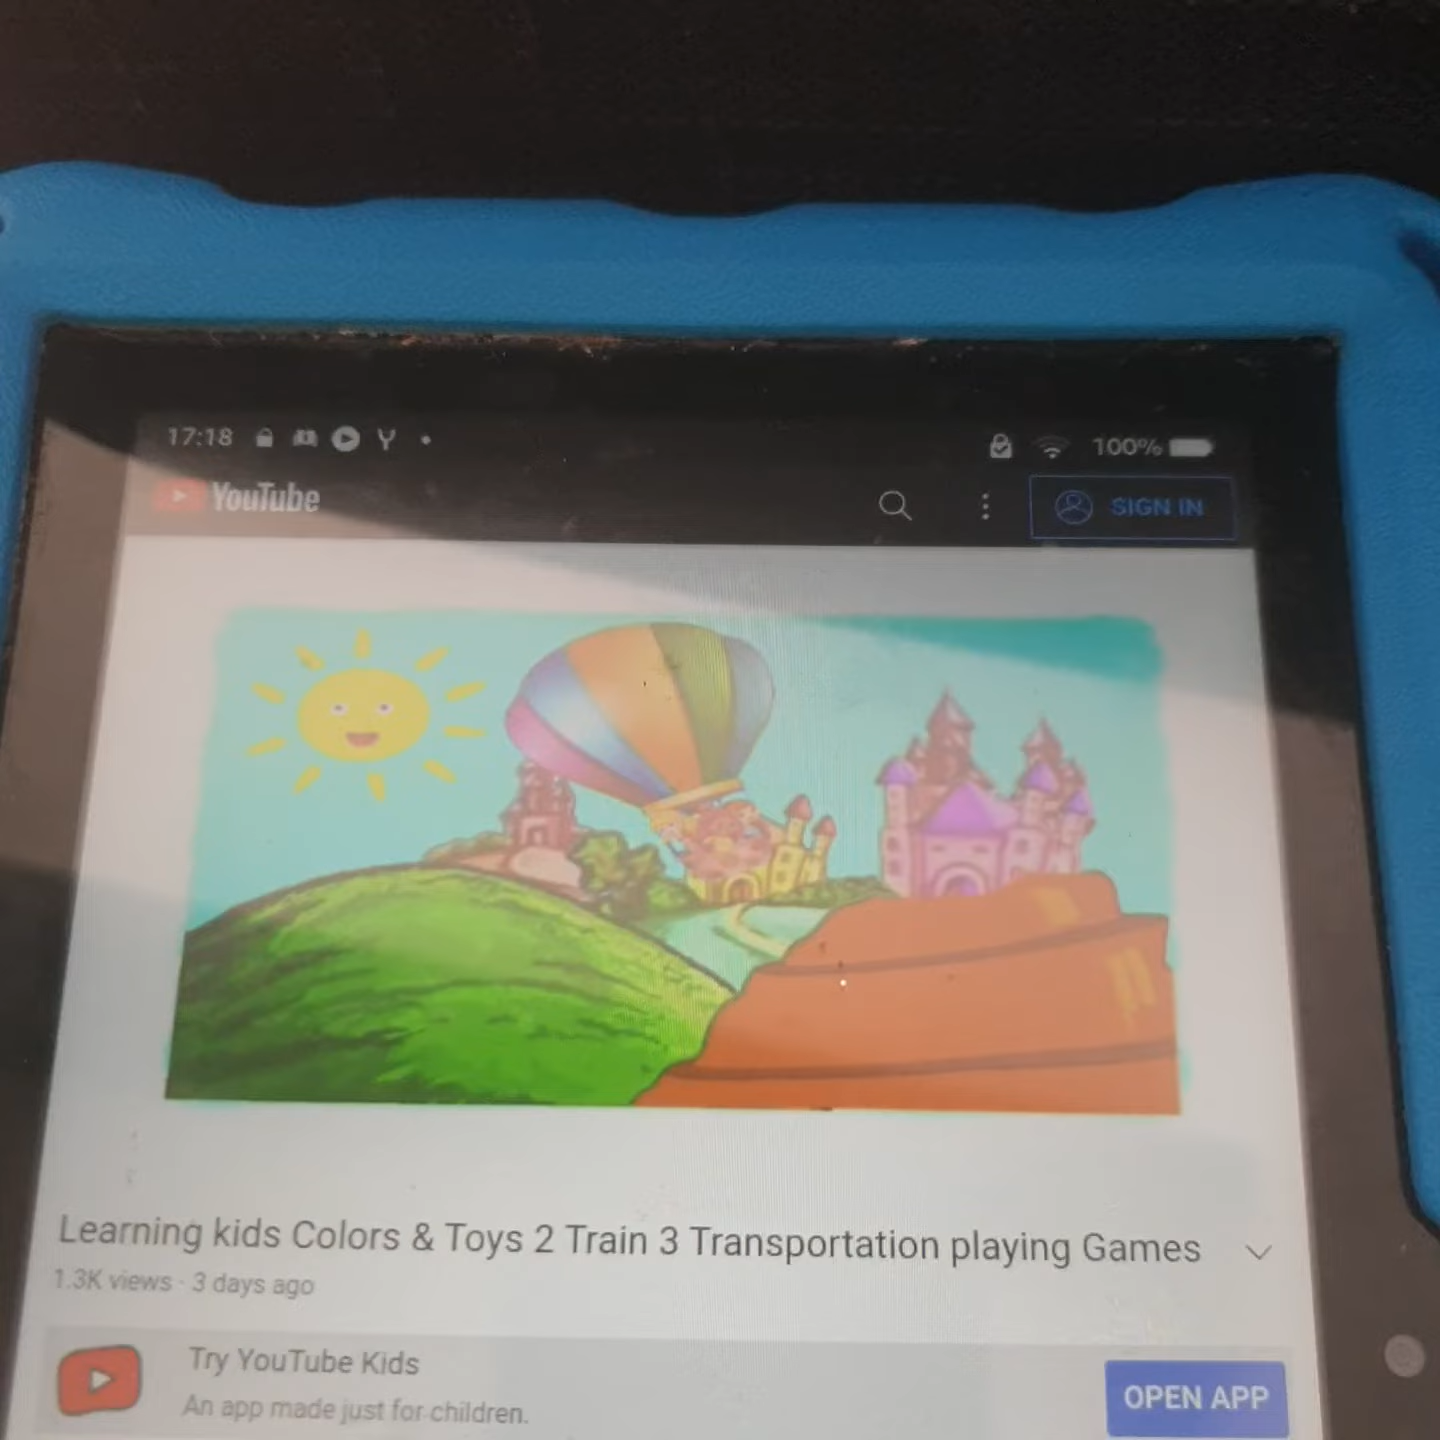 17:18
100%
YouTube
SIGN IN
Learning kids Colors & Toys 2 Train 3 Transportation playing Games
1.3K views · 3 days ago
Try YouTube Kids
An app made just for children.
OPEN APP